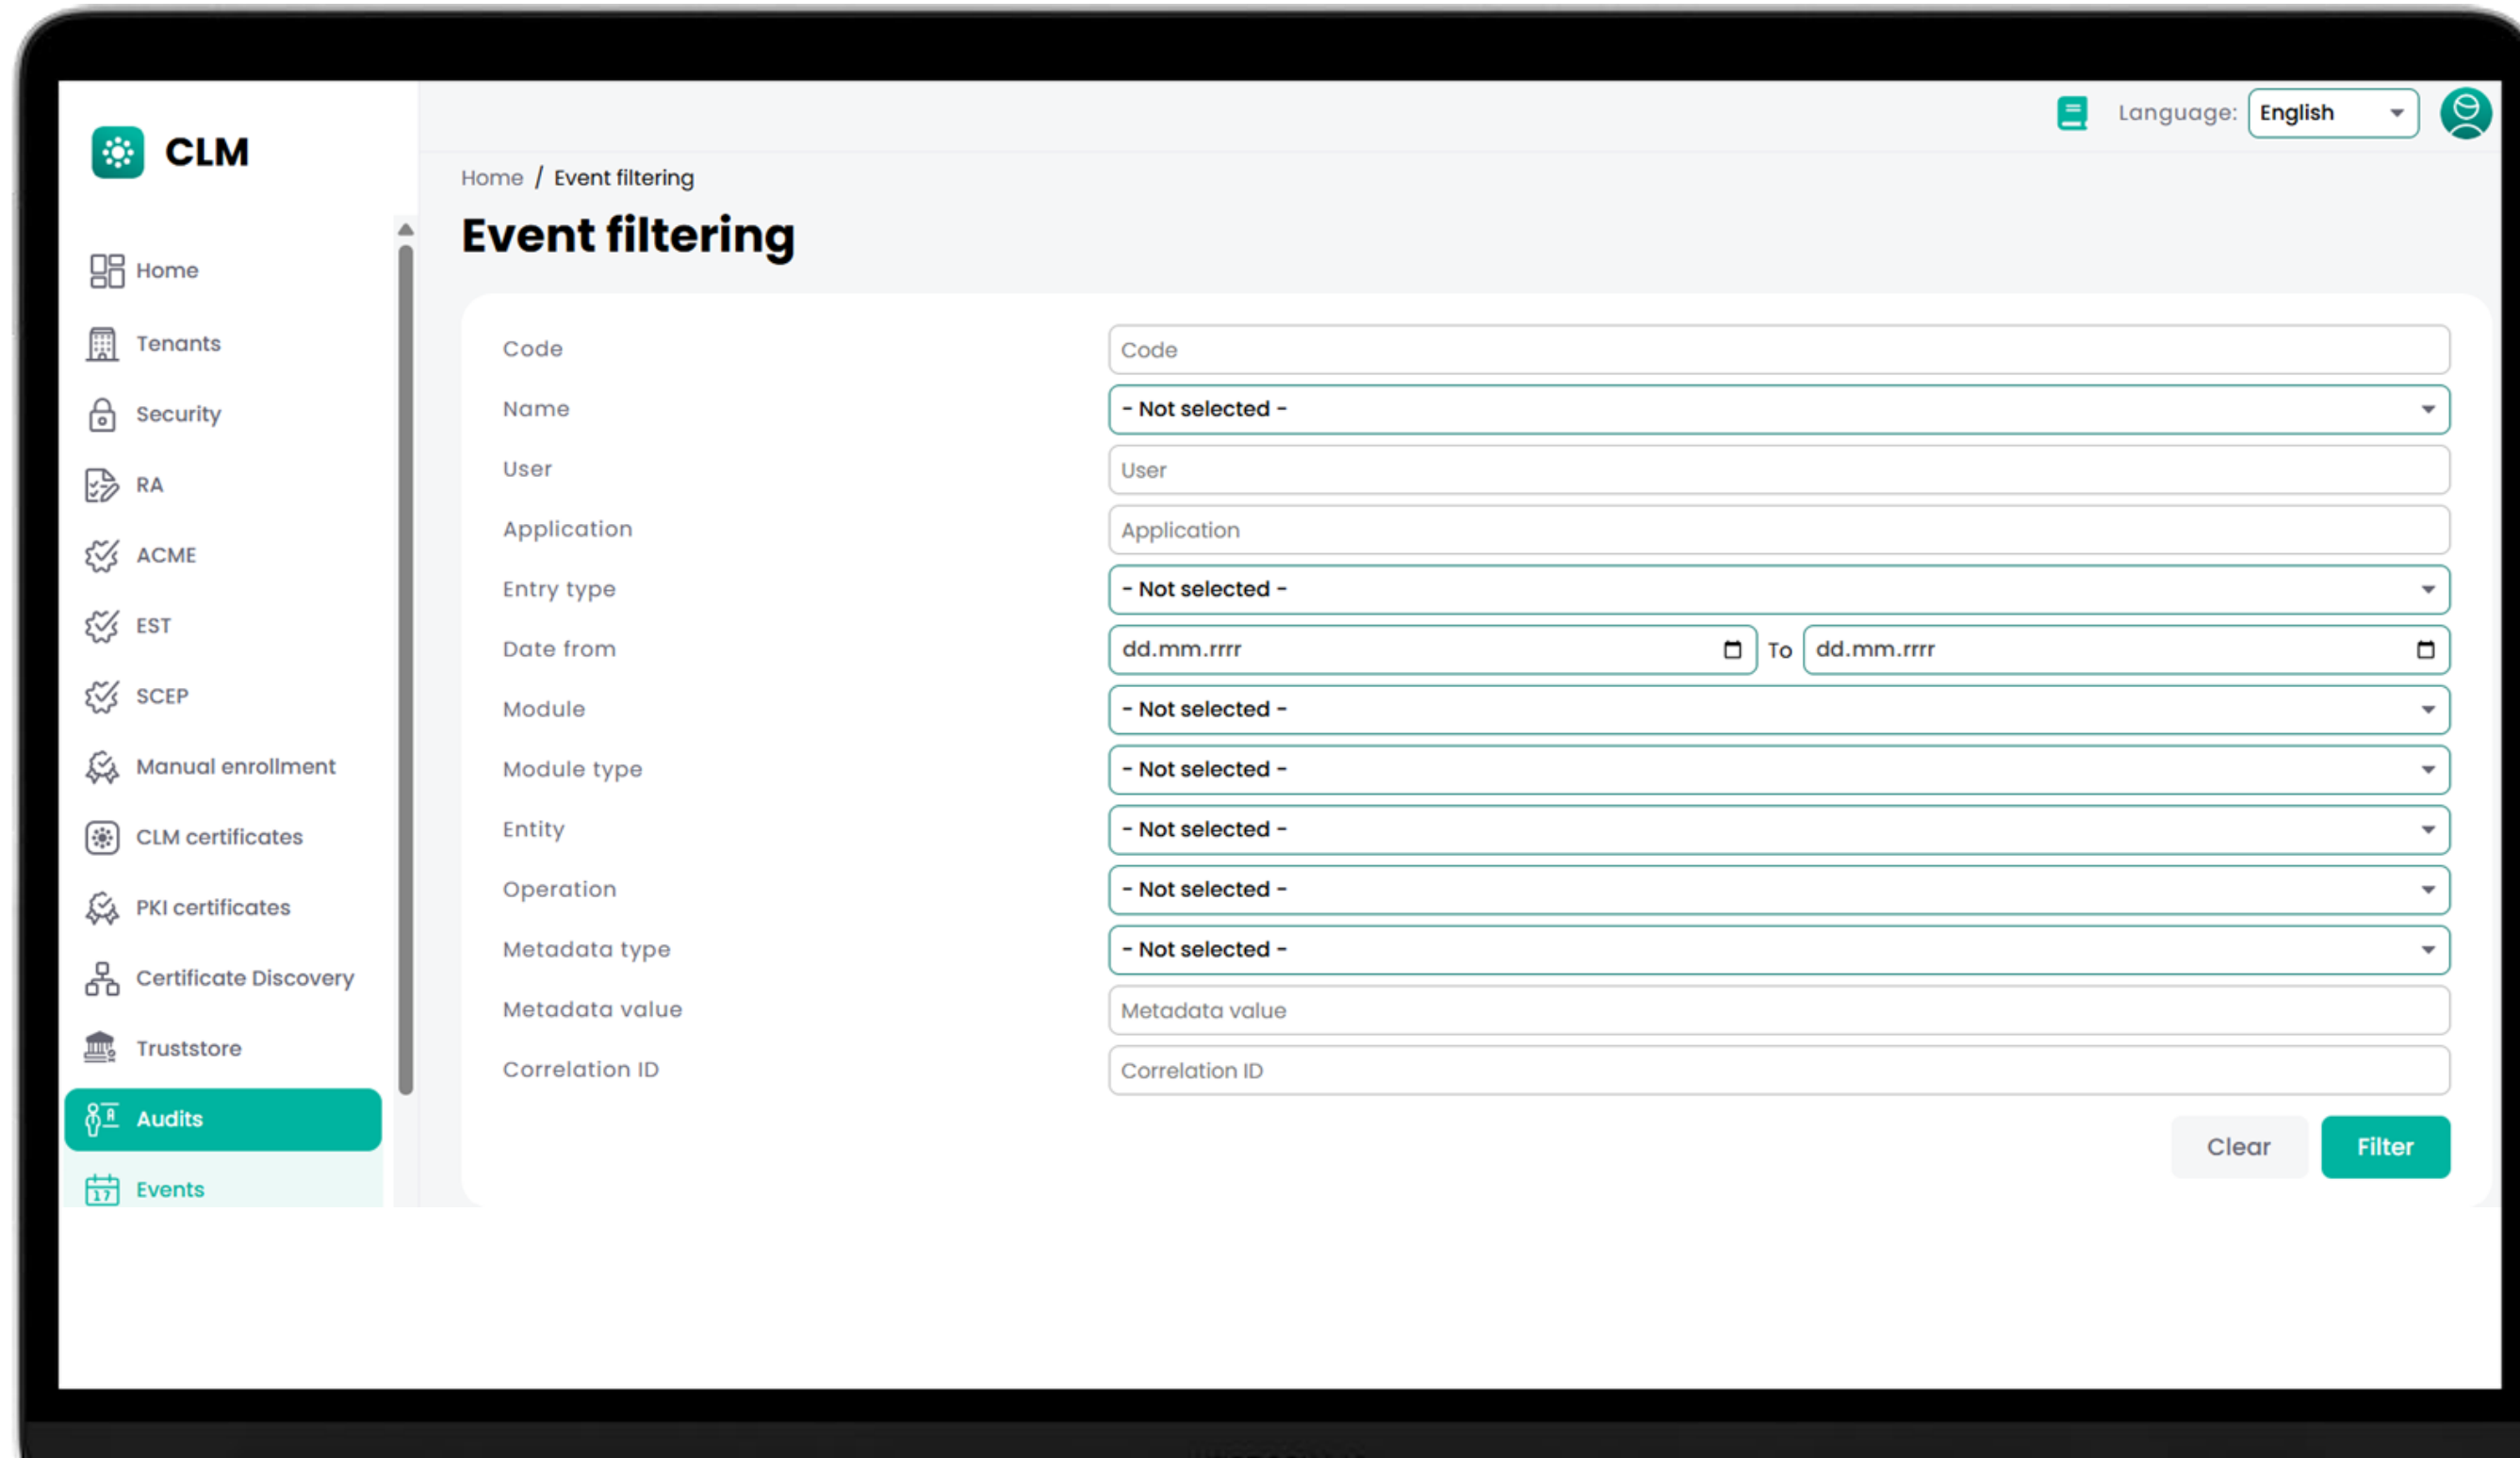 CLM
Language: English
Home / Event filtering
Event filtering
Home
Tenants
Security
RA
ACME
EST
SCEP
Manual enrollment
CLM certificates
PKI certificates
Certificate Discovery
Truststore
Audits
17 Events
Code Code
Name - Not selected -
User User
Application Application
Entry type - Not selected -
Date from dd.mm.rrrr To dd.mm.rrrr
Module - Not selected -
Module type - Not selected -
Entity - Not selected -
Operation - Not selected -
Metadata type - Not selected -
Metadata value Metadata value
Correlation ID Correlation ID
Clear Filter